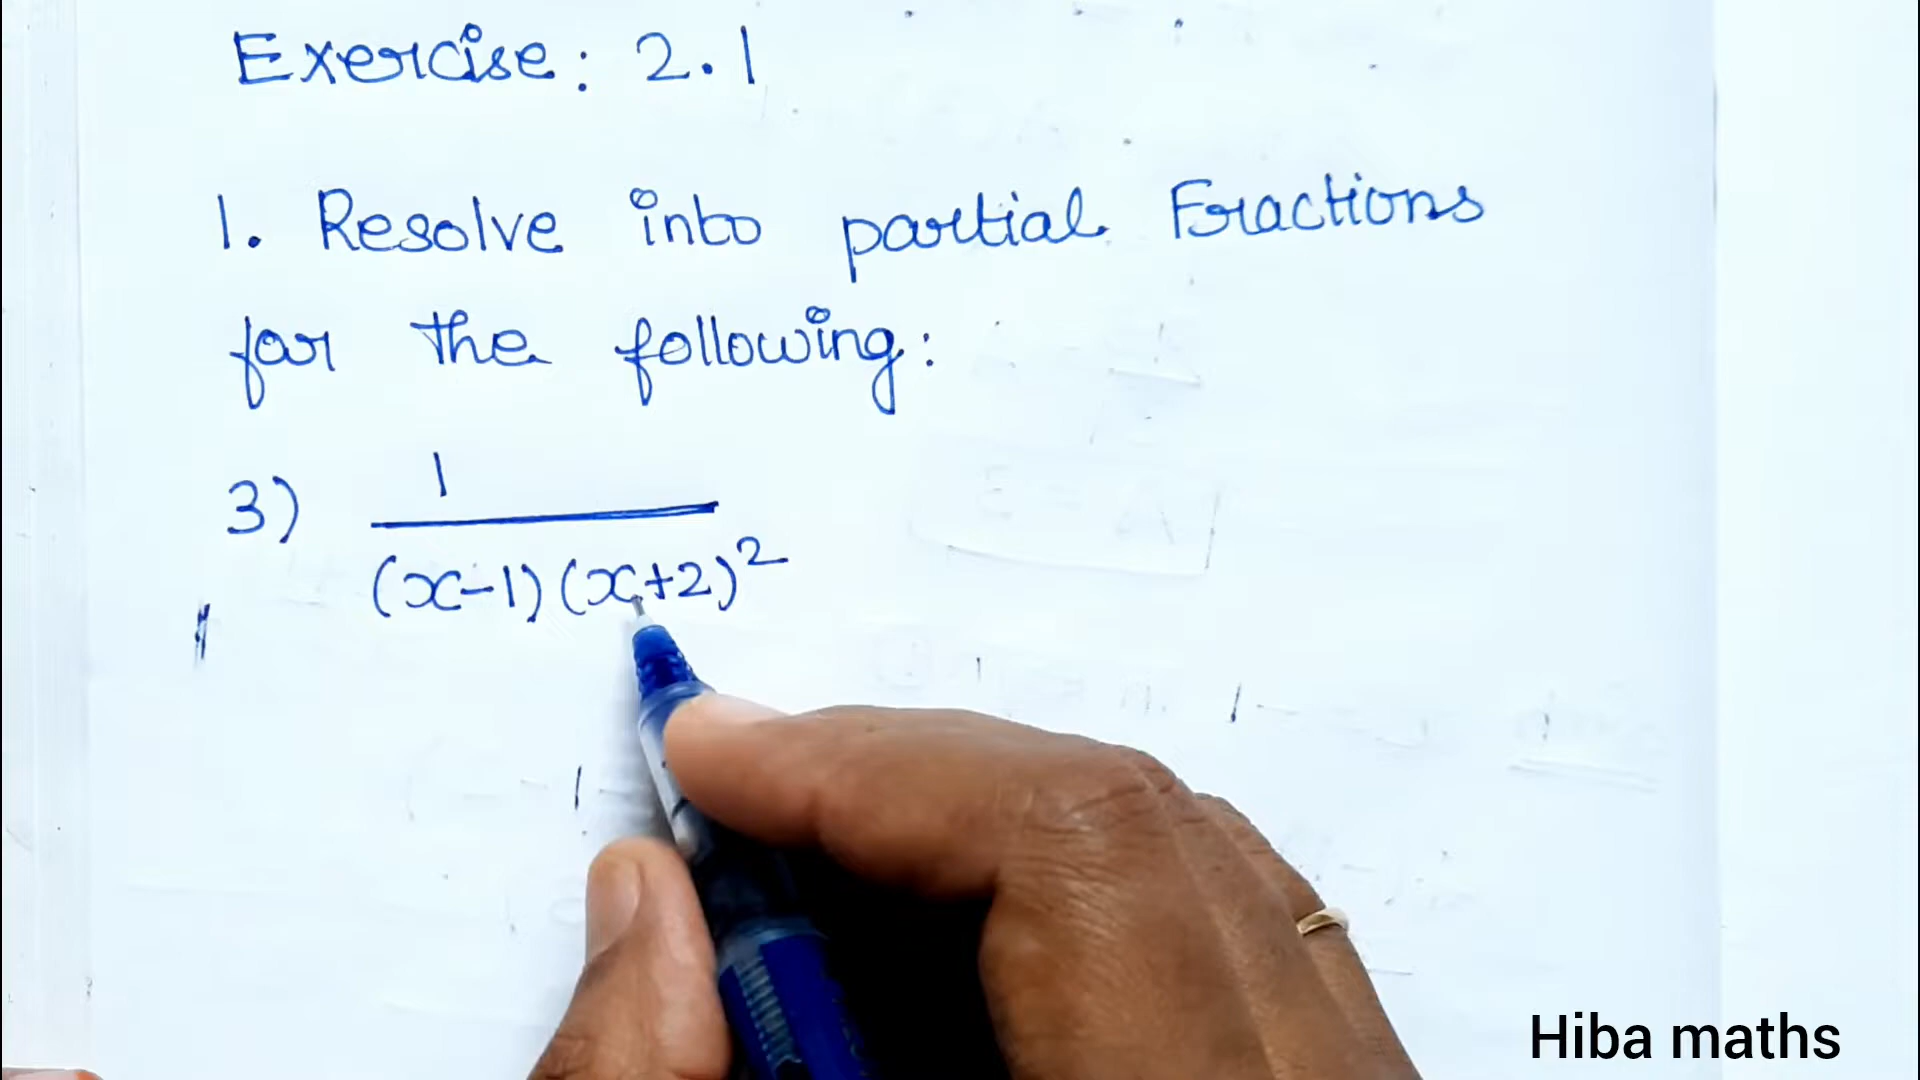 Exercise: 2.1
1. Resolve into partial Fractions
for the following:
3) 1
(x-1)(x+2)²
Hiba maths